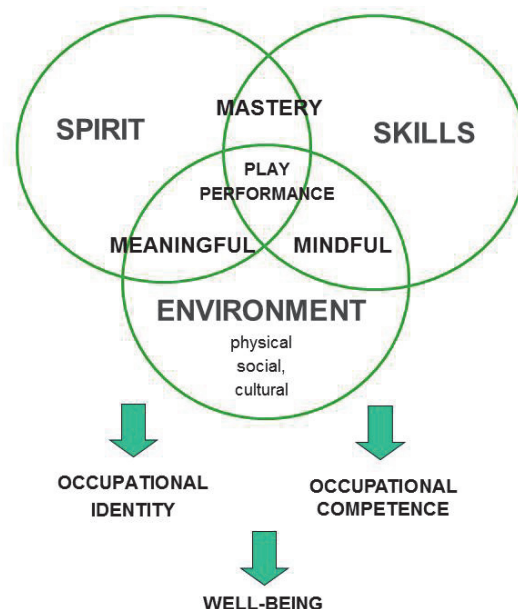 MASTERY
SPIRIT
SKILLS
PLAY
PERFORMANCE
MEANINGFUL
MINDFUL
ENVIRONMENT
physical
social,
cultural
OCCUPATIONAL
IDENTITY
OCCUPATIONAL
COMPETENCE
WELL-BEING